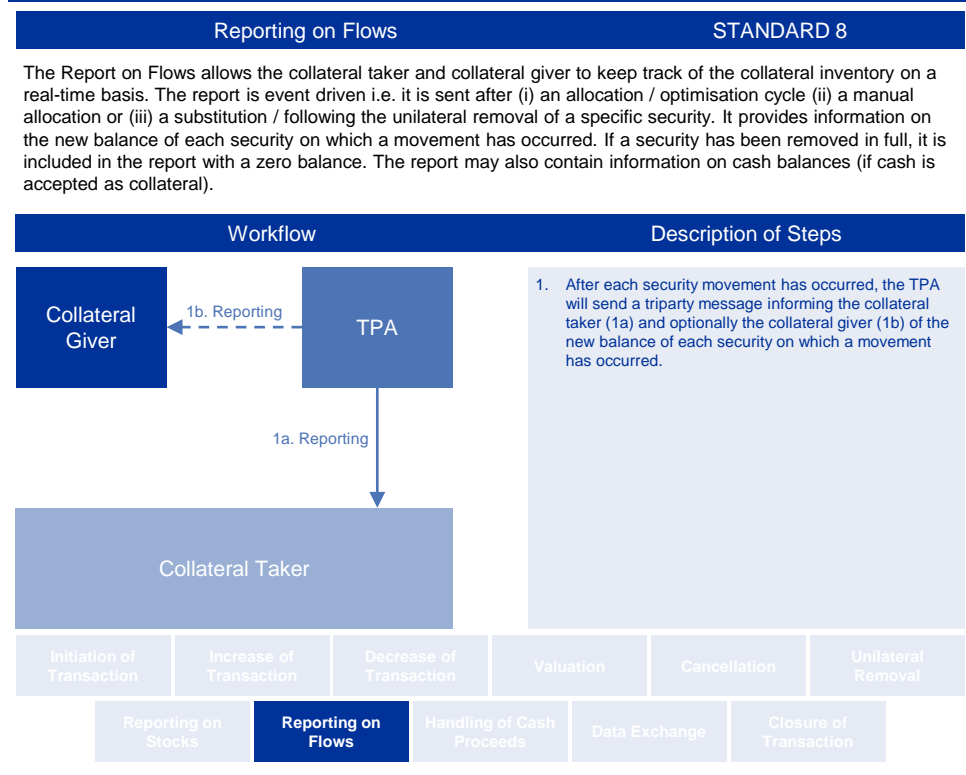 Reporting on Flows
STANDARD 8
The Report on Flows allows the collateral taker and collateral giver to keep track of the collateral inventory on a
real-time basis. The report is event driven i.e. it is sent after (i) an allocation / optimisation cycle (ii) a manual
allocation or (iii) a substitution / following the unilateral removal of a specific security. It provides information on
the new balance of each security on which a movement has occurred. If a security has been removed in full, it is
included in the report with a zero balance. The report may also contain information on cash balances (if cash is
accepted as collateral).
Workflow
Description of Steps
Collateral
Giver
1b. Reporting
TPA
1a. Reporting
Collateral Taker
1. After each security movement has occurred, the TPA
will send a triparty message informing the collateral
taker (1a) and optionally the collateral giver (1b) of the
new balance of each security on which a movement
has occurred.
Initiation of
Transaction
Increase of
Transaction
Decrease of
Transaction
Valuation
Cancellation
Unilateral
Removal
Reporting on
Stocks
Reporting on
Flows
Handling of Cash
Proceeds
Data Exchange
Closure of
Transaction